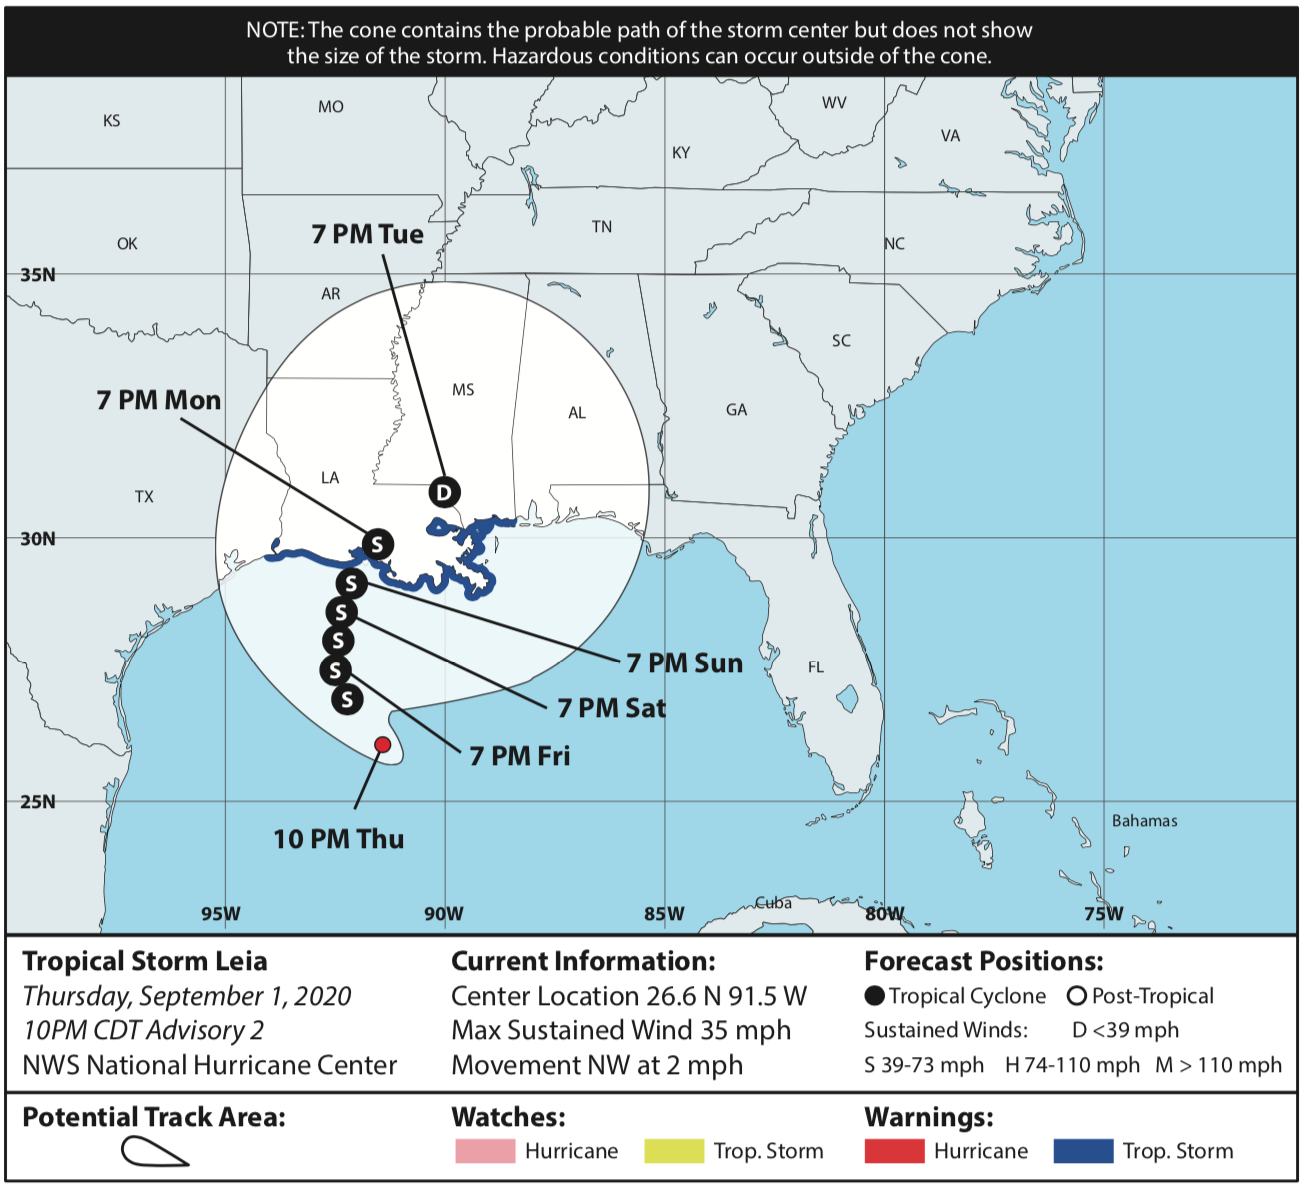 NOTE: The cone contains the probable path of the storm center but does not show
the size of the storm. Hazardous conditions can occur outside of the cone.
KS
MO
WV
VA
KY
TN
NC
OK
7 PM Tue
35N
AR
SC
MS
AL
GA
7 PM Mon
LA
TX
D
30N
S
S
S
S
S
S
7 PM Sun
FL
7 PM Sat
7 PM Fri
25N
10 PM Thu
Bahamas
Cuba
95W
90W
85W
80W
75W
Tropical Storm Leia
Thursday, September 1, 2020
10PM CDT Advisory 2
NWS National Hurricane Center
Current Information:
Center Location 26.6 N 91.5 W
Max Sustained Wind 35 mph
Movement NW at 2 mph
Forecast Positions:
Tropical Cyclone Post-Tropical
Sustained Winds: D <39 mph
S 39-73 mph H 74-110 mph M > 110 mph
Potential Track Area:
Watches:
Hurricane Trop. Storm
Warnings:
Hurricane Trop. Storm